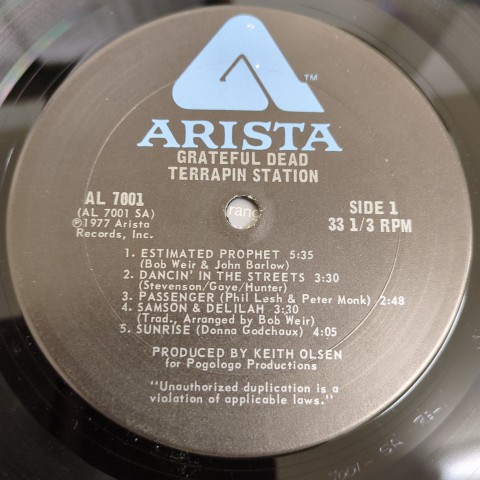 TM
ARISTA
GRATEFUL DEAD
TERRAPIN STATION
AL 7001
(AL 7001 SA)
℗1977 Arista
Records, Inc.
SIDE 1
33 1/3 RPM
1. ESTIMATED PROPHET 5:35
(Bob Weir & John Barlow)
2. DANCIN' IN THE STREETS 3:30
(Stevenson/Gaye/Hunter)
3. PASSENGER (Phil Lesh & Peter Monk) 2:48
4. SAMSON & DELILAH 3:30
(Trad., Arranged by Bob Weir)
5. SUNRISE (Donna Godchaux) 4:05
PRODUCED BY KEITH OLSEN
for Pogologo Productions
"Unauthorized duplication is a
violation of applicable laws."